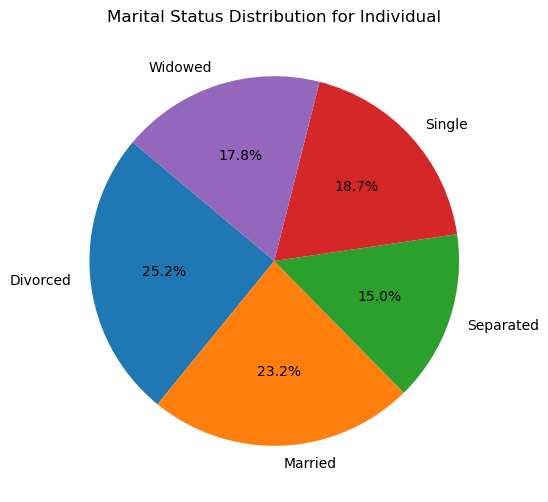 Marital Status Distribution for Individual
Widowed
Single
17.8%
18.7%
Divorced
25.2%
15.0%
Separated
23.2%
Married